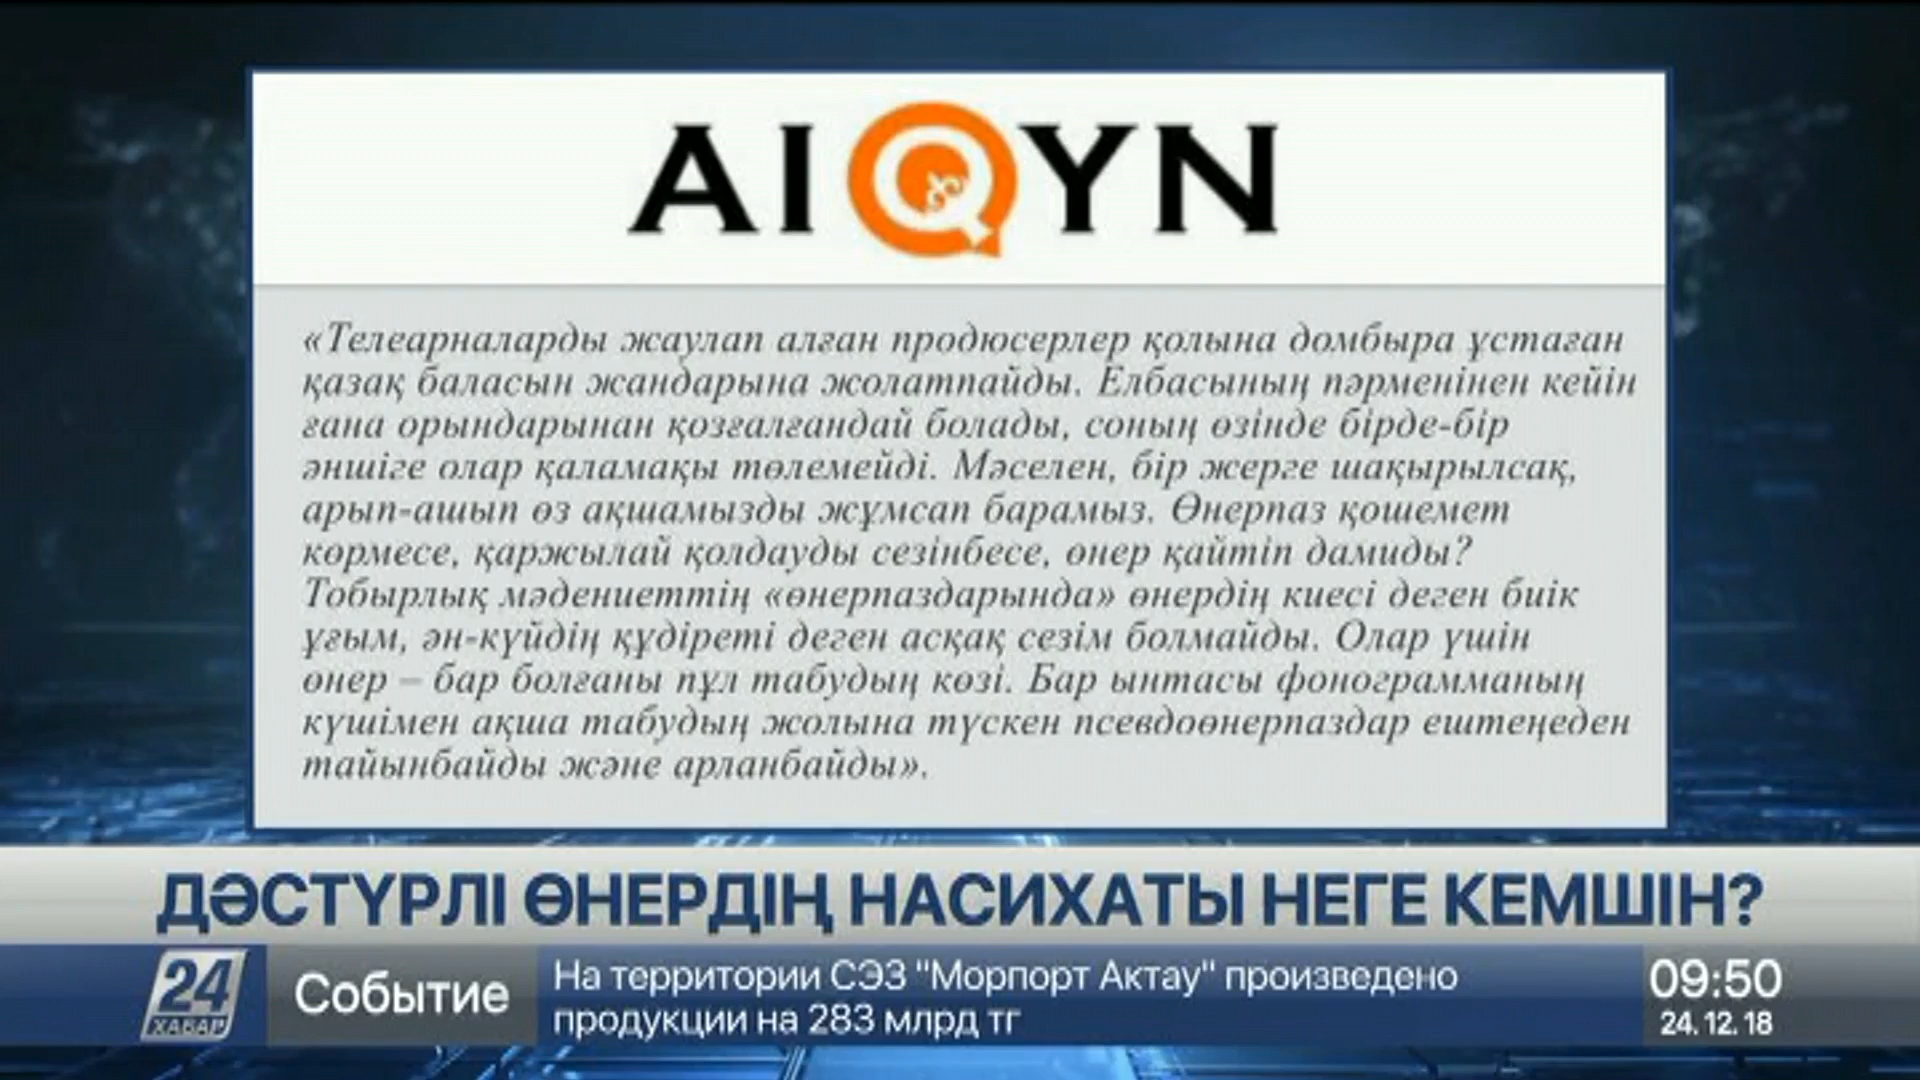 AIQYN
«Телеарналарды жаулап алған продюсерлер қолына домбыра ұстаған
қазақ баласын жандарына жолатпайды. Елбасының пәрменінен кейін
ғана орындарынан қозғалғандай болады, соның өзінде бірде-бір
әншіге олар қаламақы төлемейді. Мәселен, бір жерге шақырылсақ,
арып-ашып өз ақшамызды жұмсап барамыз. Өнерпаз қошемет
көрмесе, қаржылай қолдауды сезінбесе, өнер қайтіп дамиды?
Тобырлық мәдениеттің «өнерпаздарында» өнердің киесі деген биік
ұғым, ән-күйдің құдіреті деген асқақ сезім болмайды. Олар үшін
өнер – бар болғаны пұл табудың көзі. Бар ынтасы фонограмманың
күшімен ақша табудың жолына түскен псевдоөнерпаздар ештеңеден
тайынбайды және арланбайды».
ДӘСТҮРЛІ ӨНЕРДІҢ НАСИХАТЫ НЕГЕ КЕМШІН?
24
ХАБАР
Событие
На территории СЭЗ "Морпорт Актау" произведено
продукции на 283 млрд тг
09:50
24.12.18